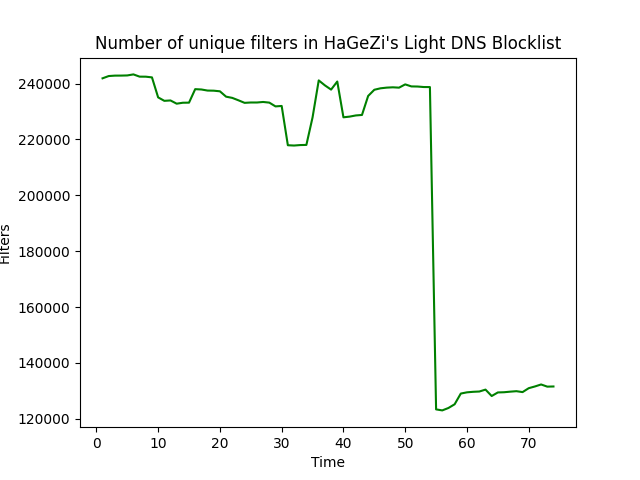 Number of unique filters in HaGeZi's Light DNS Blocklist
240000
220000
200000
180000
160000
140000
120000
Filters
0 10 20 30 40 50 60 70
Time